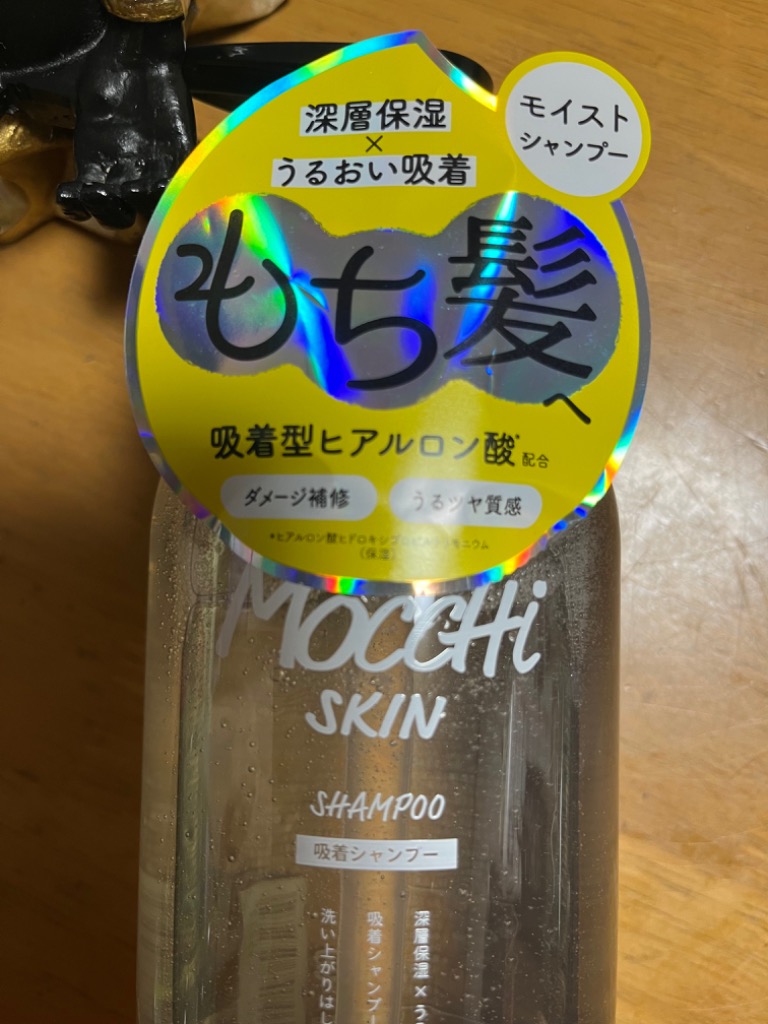 モイスト
シャンプー
深層保湿
×
うるおい吸着
もち髪
へ
吸着型ヒアルロン酸*配合
ダメージ補修
うるツヤ質感
(保湿)
MOCCHi
SKIN
SHAMPOO
吸着シャンプー
深層保湿×う
吸着シャンプー
洗い上がりはし